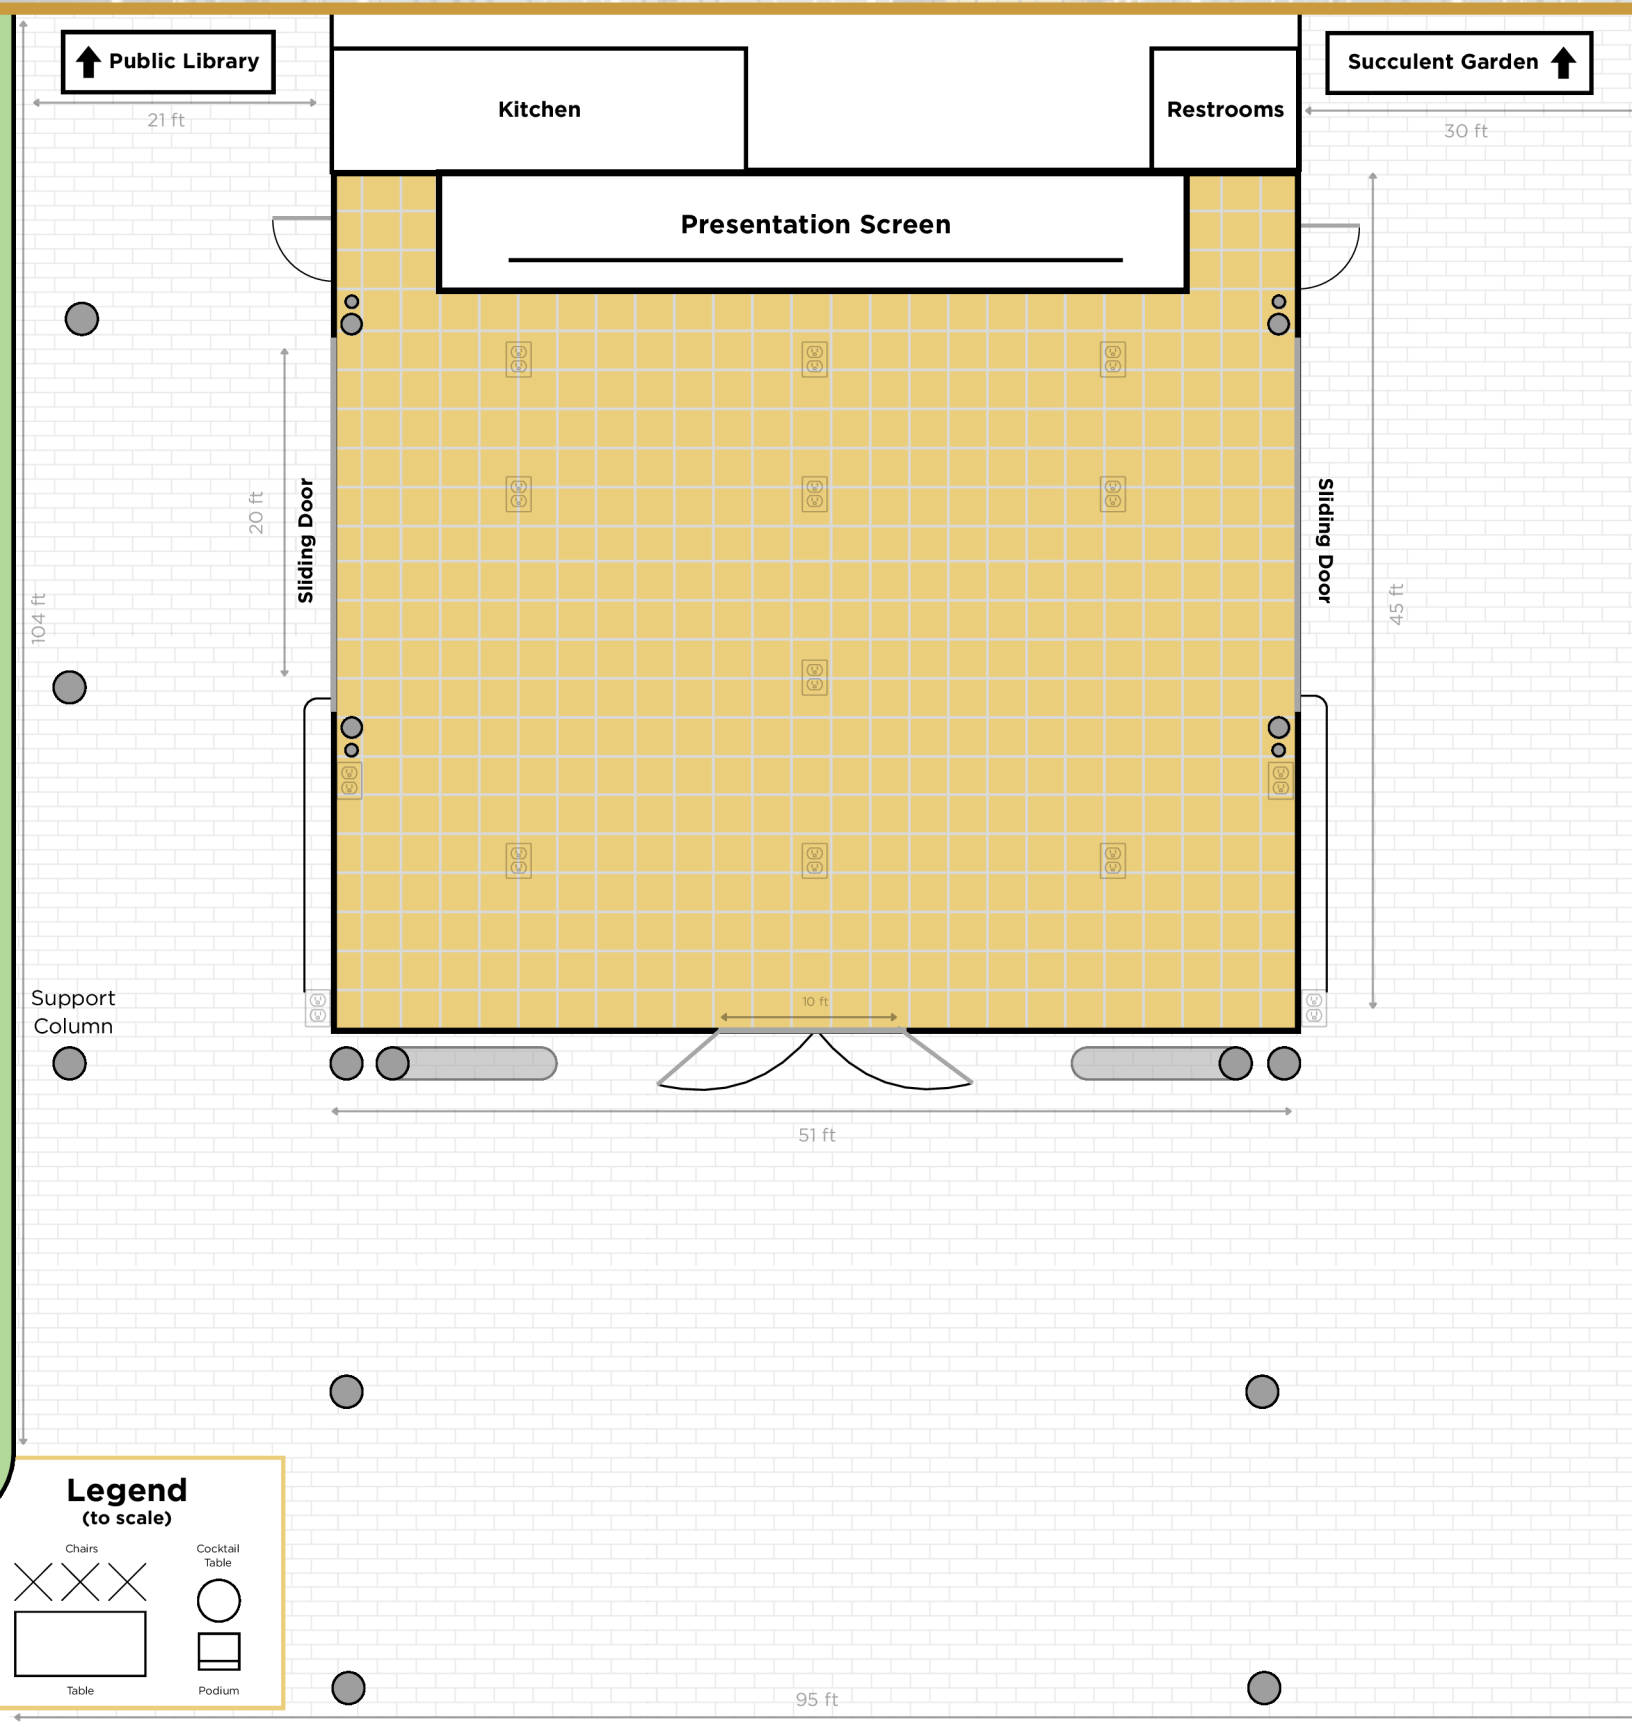 Public Library
Succulent Garden
21 ft
30 ft
Kitchen
Restrooms
Presentation Screen
20 ft
Sliding Door
Sliding Door
104 ft
45 ft
Support
Column
10 ft
51 ft
Legend
(to scale)
Chairs
Cocktail
Table
Table
Podium
95 ft